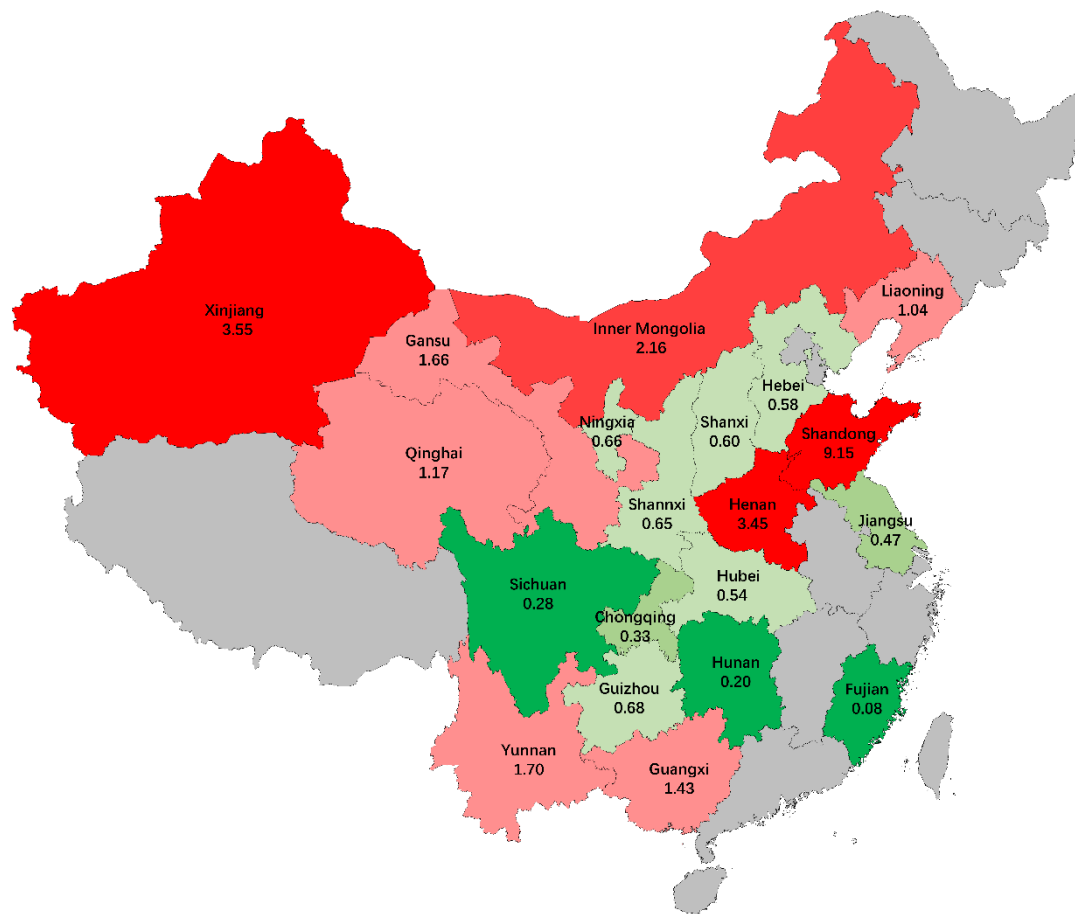 Liaoning
1.04
Xinjiang
3.55
Inner Mongolia
2.16
Gansu
1.66
Hebei
0.58
Ningxia
0.66
Shanxi
0.60
Shandong
9.15
Qinghai
1.17
Shannxi
0.65
Henan
3.45
Jiangsu
0.47
Sichuan
0.28
Hubei
0.54
Chongqing
0.33
Hunan
0.20
Fujian
0.08
Guizhou
0.68
Yunnan
1.70
Guangxi
1.43